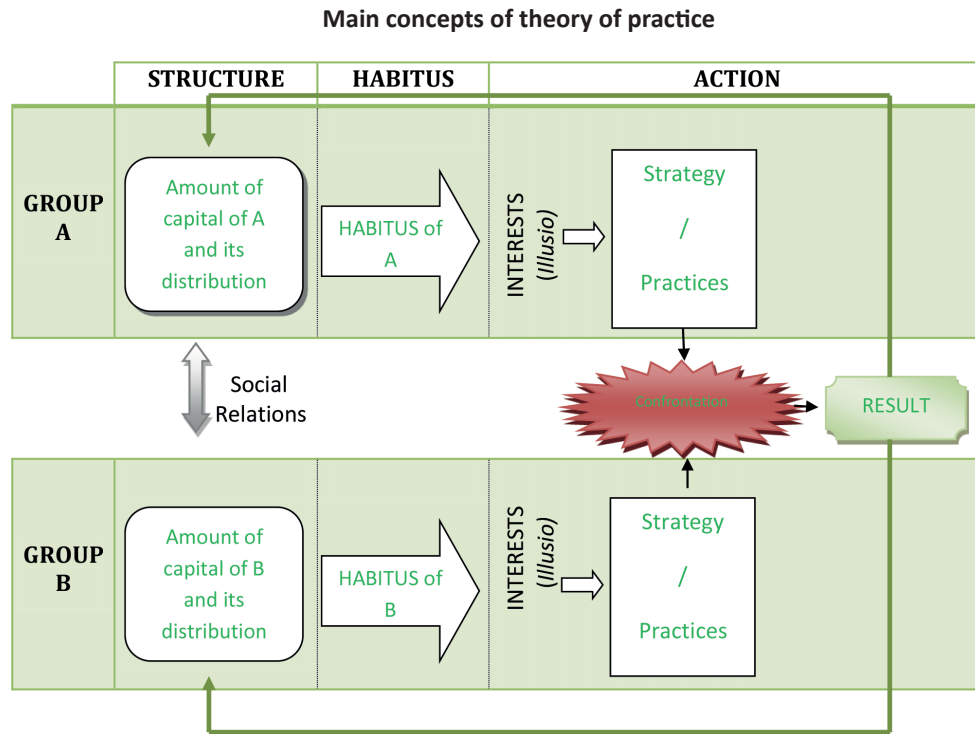 Main concepts of theory of practice
STRUCTURE
HABITUS
ACTION
GROUP
A
Amount of
capital of A
and its
distribution
HABITUS of
A
INTERESTS
(Illusio)
Strategy
/
Practices
Social
Relations
Confrontation
RESULT
GROUP
B
Amount of
capital of B
and its
distribution
HABITUS of
B
INTERESTS
(Illusio)
Strategy
/
Practices